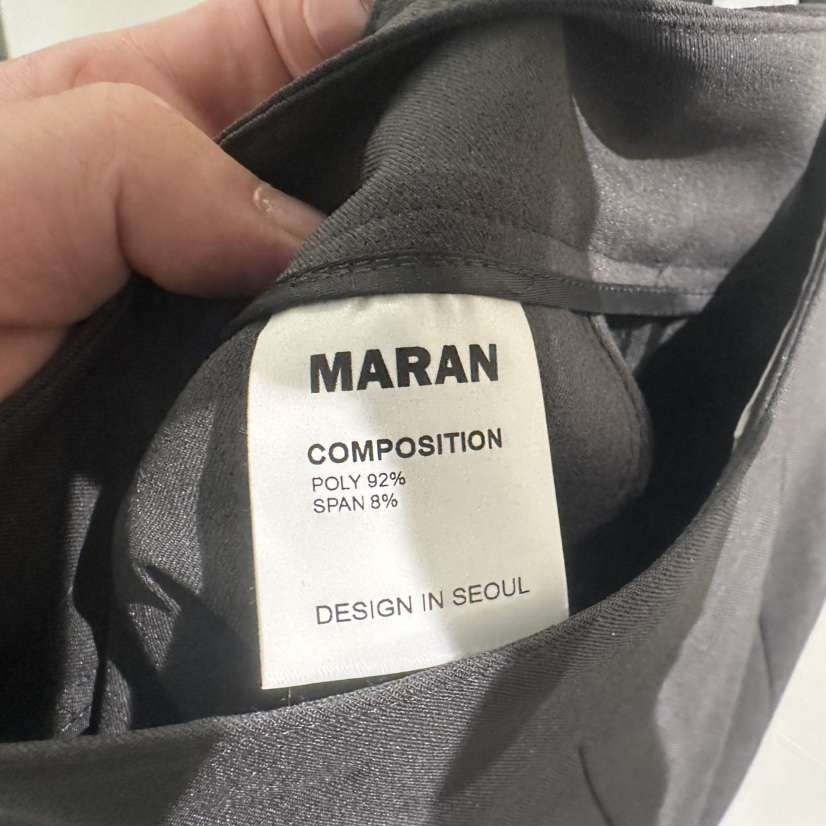 MARAN
COMPOSITION
POLY 92%
SPAN 8%
DESIGN IN SEOUL